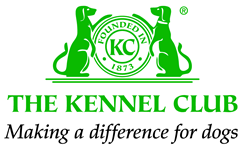 FOUNDED IN
KC
1873
®
THE KENNEL CLUB
Making a difference for dogs